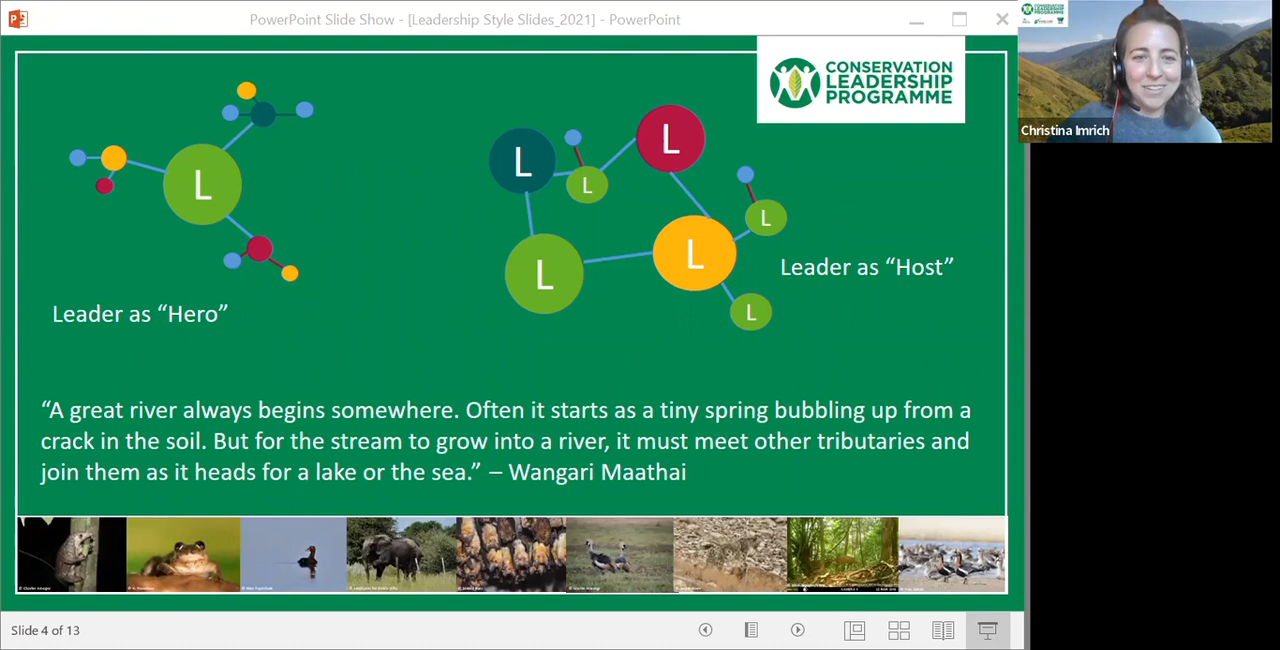 PowerPoint Slide Show - [Leadership Style Slides_2021] - PowerPoint
CONSERVATION
LEADERSHIP
PROGRAMME
Christina Imrich
L
L
L
L
L
L
L
L
Leader as “Hero”
Leader as “Host”
“A great river always begins somewhere. Often it starts as a tiny spring bubbling up from a
crack in the soil. But for the stream to grow into a river, it must meet other tributaries and
join them as it heads for a lake or the sea.” – Wangari Maathai
Slide 4 of 13